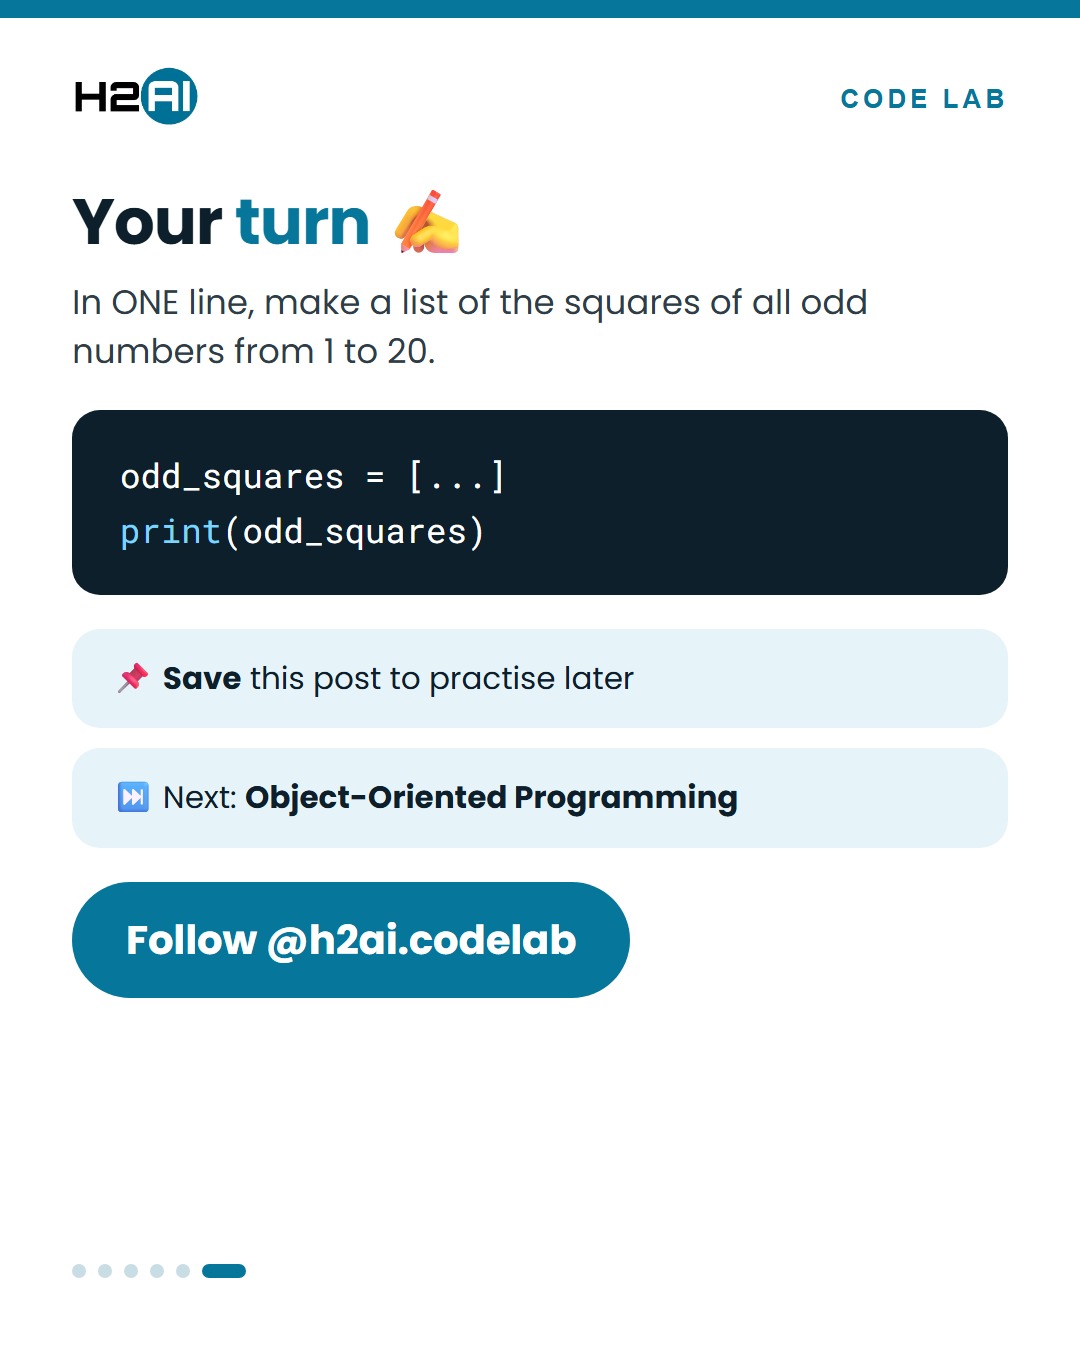 H2AI
CODE LAB
Your turn ✍️
In ONE line, make a list of the squares of all odd
numbers from 1 to 20.
odd_squares = [...]
print(odd_squares)
📌 Save this post to practise later
⏭️ Next: Object-Oriented Programming
Follow @h2ai.codelab